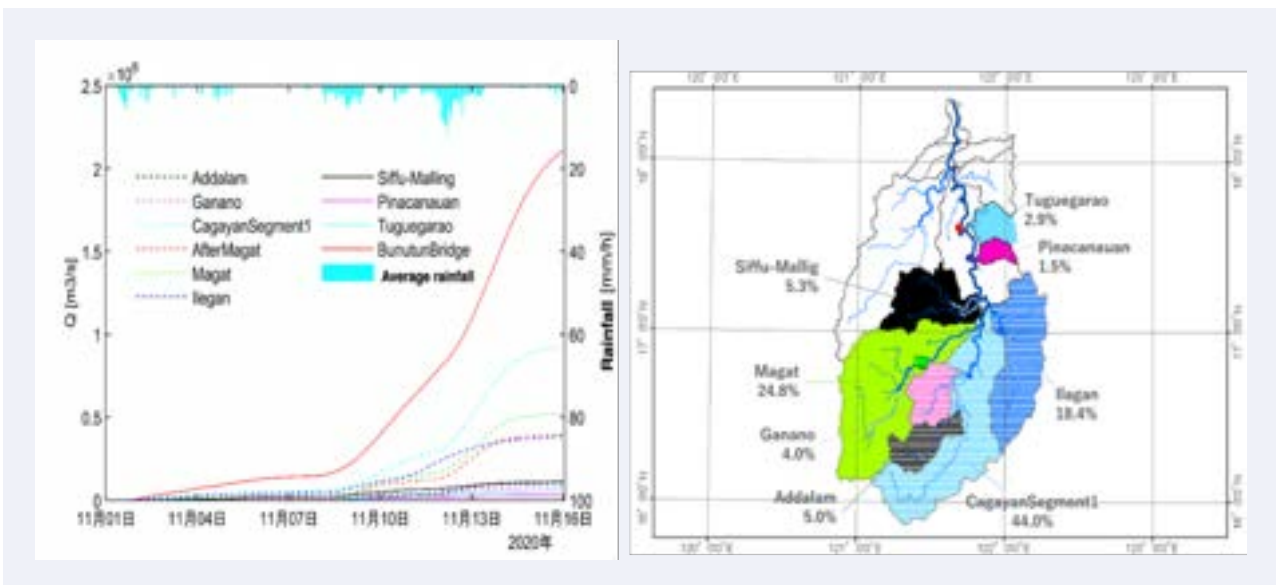 2.5 ×10⁶
2
1.5
1
0.5
0
Q [m3/s]
0
20
40
60
80
100
Rainfall [mm/h]
Addalam
Ganano
CagayanSegment1
AfterMagat
Magat
Ilegan
Siffu-Malling
Pinacanauan
Tuguegarao
BunutunBridge
Average rainfall
11月01日 11月04日 11月07日 11月10日 11月13日 11月16日
2020年
Tuguegarao
2.9%
Pinacanauan
1.5%
Siffu-Mallig
5.3%
Magat
24.8%
Ilagan
18.4%
Ganano
4.0%
Addalam
5.0%
CagayanSegment1
44.0%